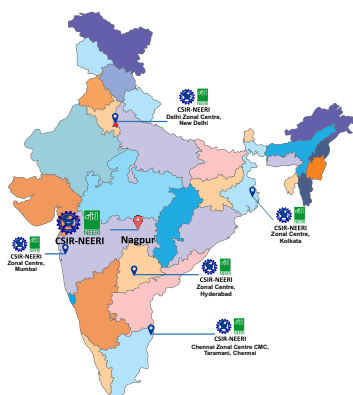 CSIR-NEERI
Delhi Zonal Centre,
New Delhi
CSIR-NEERI
Zonal Centre,
Kolkata
NEERI
CSIR-NEERI
Nagpur
CSIR-NEERI
Zonal Centre,
Mumbai
CSIR-NEERI
Zonal Centre,
Hyderabad
CSIR-NEERI
Chennai Zonal Centre CMC,
Taramani, Chennai